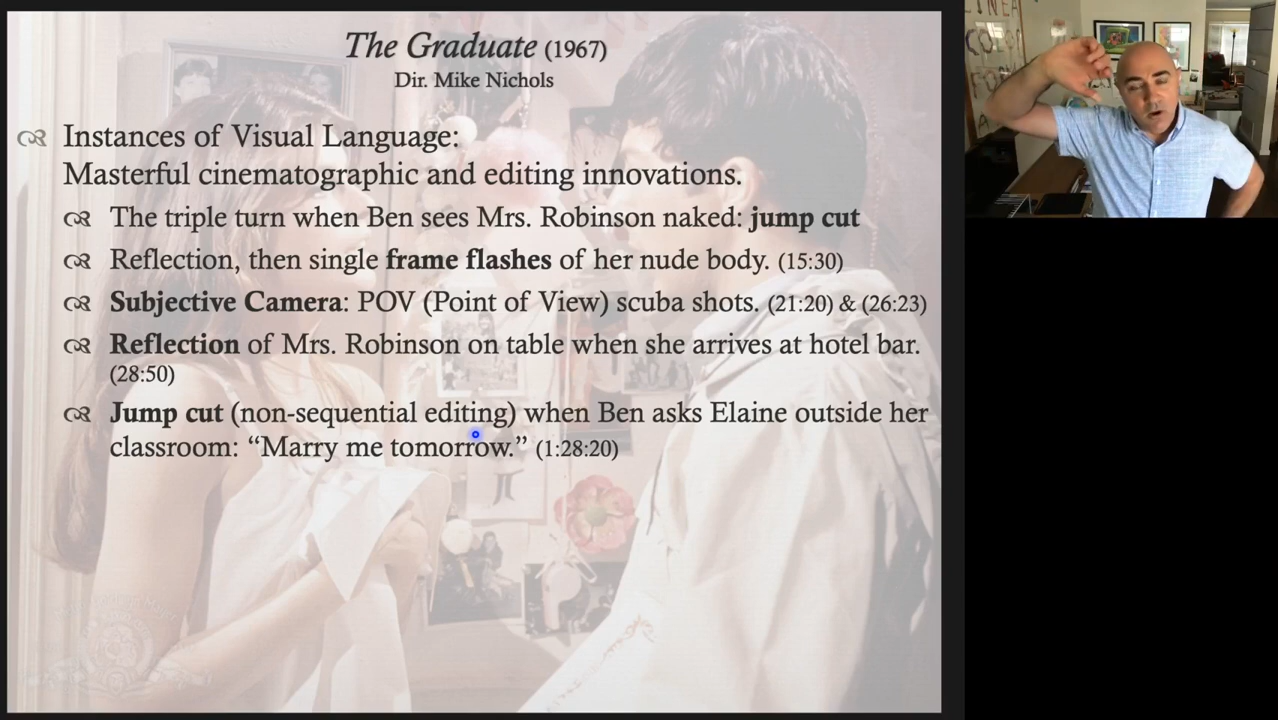 The Graduate (1967)
Dir. Mike Nichols
Instances of Visual Language:
Masterful cinematographic and editing innovations.
The triple turn when Ben sees Mrs. Robinson naked: jump cut
Reflection, then single frame flashes of her nude body. (15:30)
Subjective Camera: POV (Point of View) scuba shots. (21:20) & (26:23)
Reflection of Mrs. Robinson on table when she arrives at hotel bar.
(28:50)
Jump cut (non-sequential editing) when Ben asks Elaine outside her
classroom: “Marry me tomorrow.” (1:28:20)